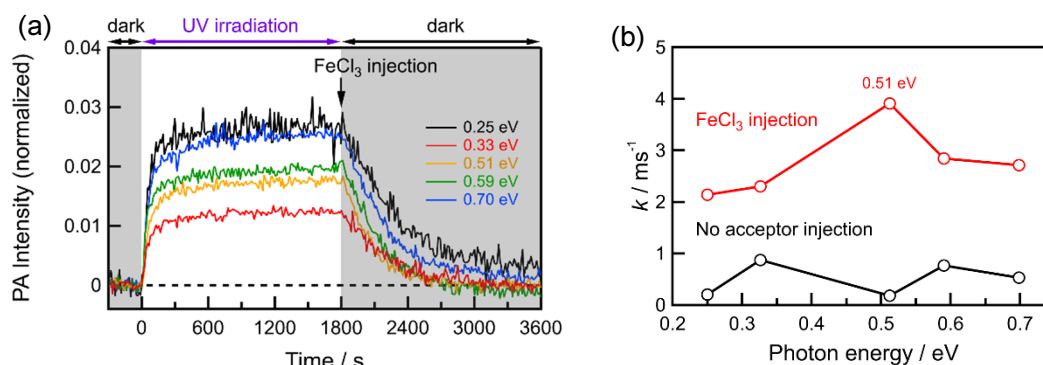 (a)
dark
UV irradiation
dark
FeCl3 injection
0.04
0.03
0.02
0.01
0
PA Intensity (normalized)
0.25 eV
0.33 eV
0.51 eV
0.59 eV
0.70 eV
0 600 1200 1800 2400 3000 3600
Time / s
(b)
5
4
3
2
1
0
k / ms-1
0.51 eV
FeCl3 injection
No acceptor injection
0.2 0.3 0.4 0.5 0.6 0.7
Photon energy / eV